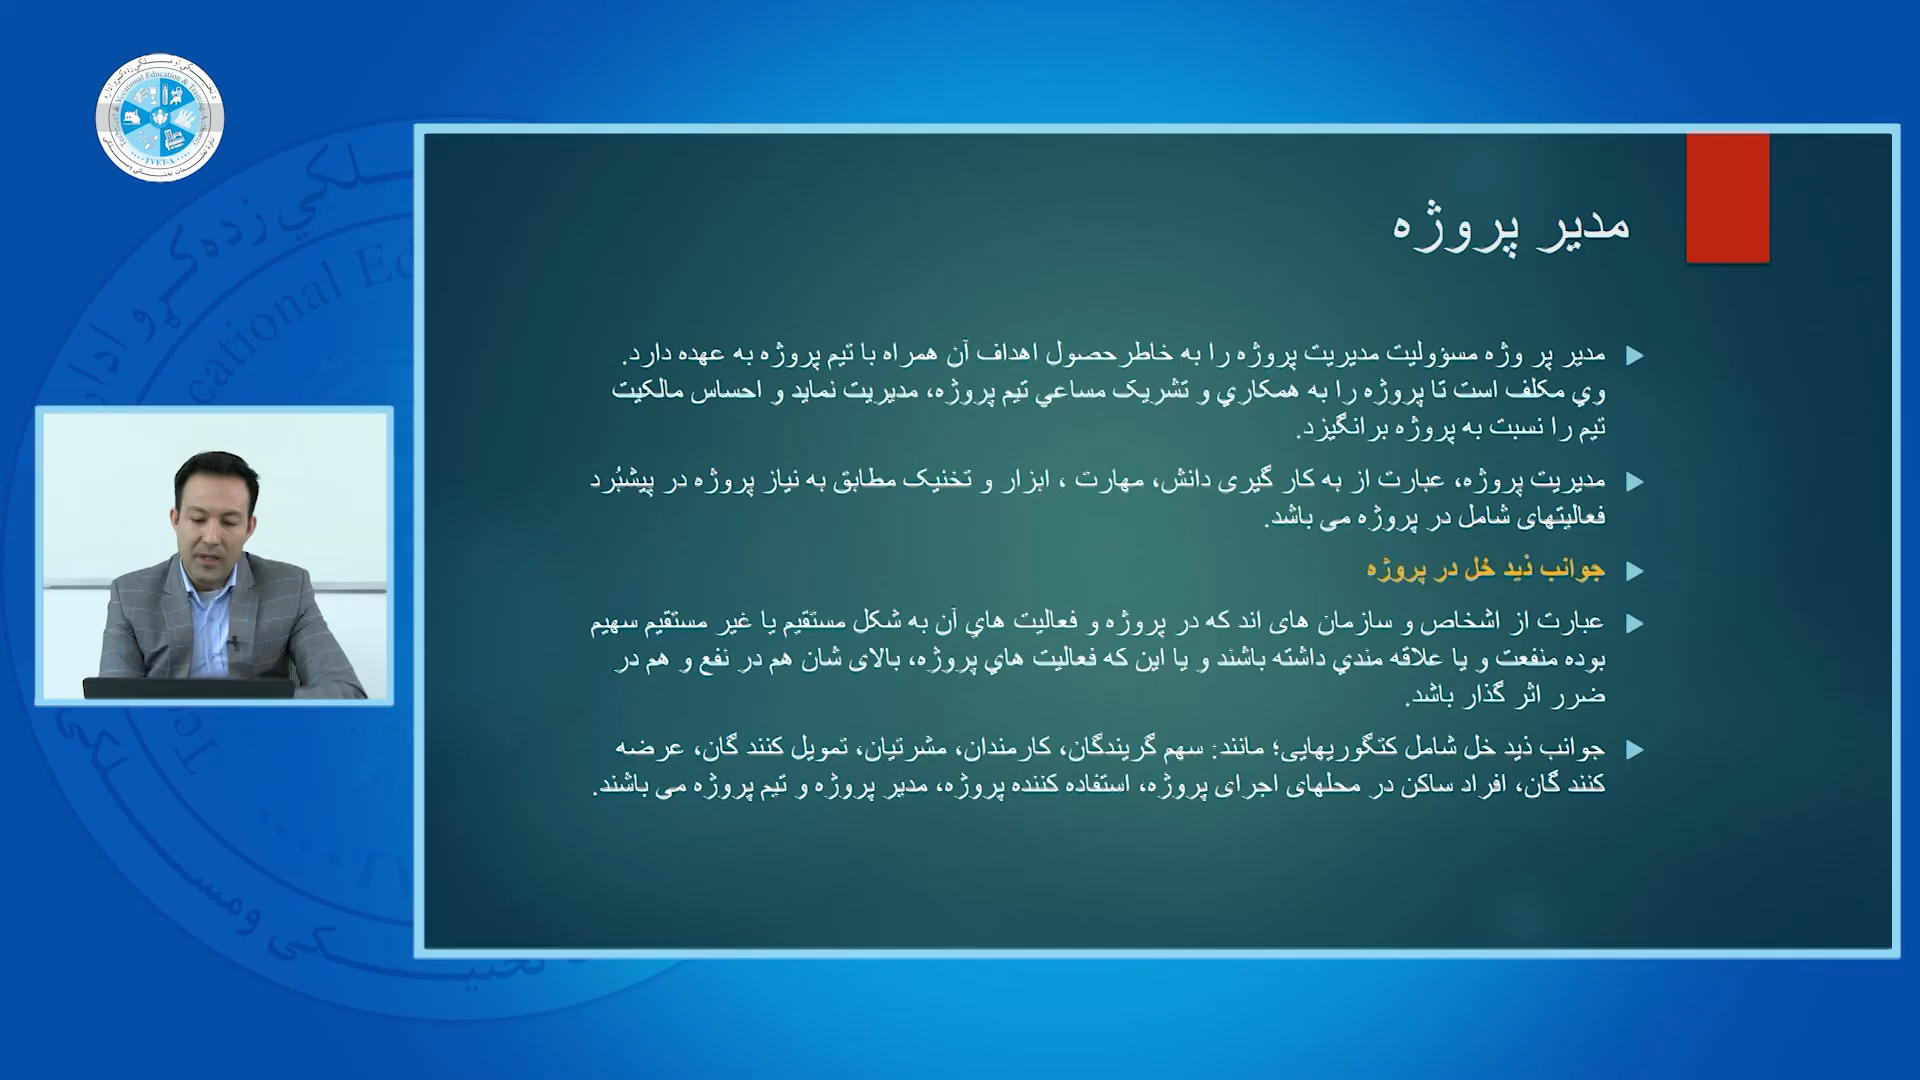 مدیر پروژه
مدیر پر وژه مسؤولیت مدیریت پروژه را به خاطرحصول اهداف آن همراه با تیم پروژه به عهده دارد.
وي مکلف است تا پروژه را به همکاري و تشریک مساعي تیم پروژه، مدیریت نماید و احساس مالکیت
تیم را نسبت به پروژه برانگیزد.
مدیریت پروژه، عبارت از به کار گیری دانش، مهارت ، ابزار و تخنیک مطابق به نیاز پروژه در پیشبُرد
فعالیتهای شامل در پروژه می باشد.
جوانب ذید خل در پروژه
عبارت از اشخاص و سازمان های اند که در پروژه و فعالیت هاي آن به شکل مستقیم یا غیر مستقیم سهیم
بوده منفعت و یا علاقه مندي داشته باشند و یا این که فعالیت هاي پروژه، بالای شان هم در نفع و هم در
ضرر اثر گذار باشد.
جوانب ذید خل شامل کتگوریهایی؛ مانند: سهم گریندگان، کارمندان، مشرتیان، تمویل کنند گان، عرضه
کنند گان، افراد ساکن در محلهای اجرای پروژه، استفاده کننده پروژه، مدیر پروژه و تیم پروژه می باشند.
TVET-A